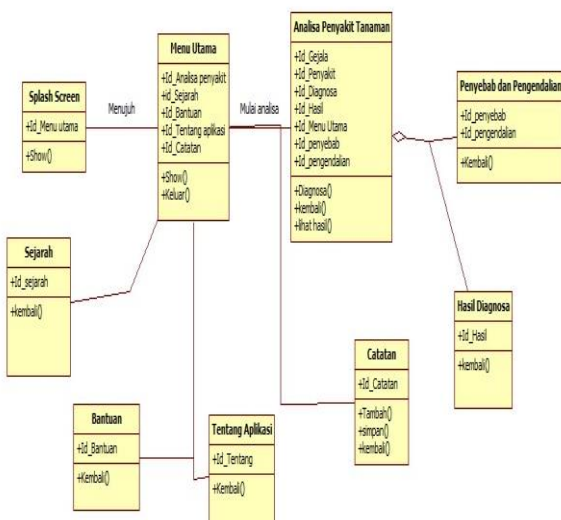 Splash Screen
+Id_Menu utama
+Show()
Menujuh
Menu Utama
+Id_Analisa penyakit
+id_Sejarah
+Id_Bantuan
+Id_Tentang aplikasi
+Id_Catatan
+Show()
+Keluar()
Mulai analisa
Analisa Penyakit Tanaman
+Id_Gejala
+Id_Penyakit
+Id_Diagnosa
+Id_Hasil
+Id_Menu Utama
+Id_penyebab
+Id_pengendalian
+Diagnosa()
+kembali()
+lihat hasil()
Penyebab dan Pengendalian
+Id_penyebab
+Id_pengendalian
+Kembali()
Sejarah
+Id_sejarah
+kembali()
Hasil Diagnosa
+Id_Hasil
+kembali()
Catatan
+Id_Catatan
+Tambah()
+simpan()
+kembali()
Bantuan
+Id_Bantuan
+Kembali()
Tentang Aplikasi
+Id_Tentang
+Kembali()